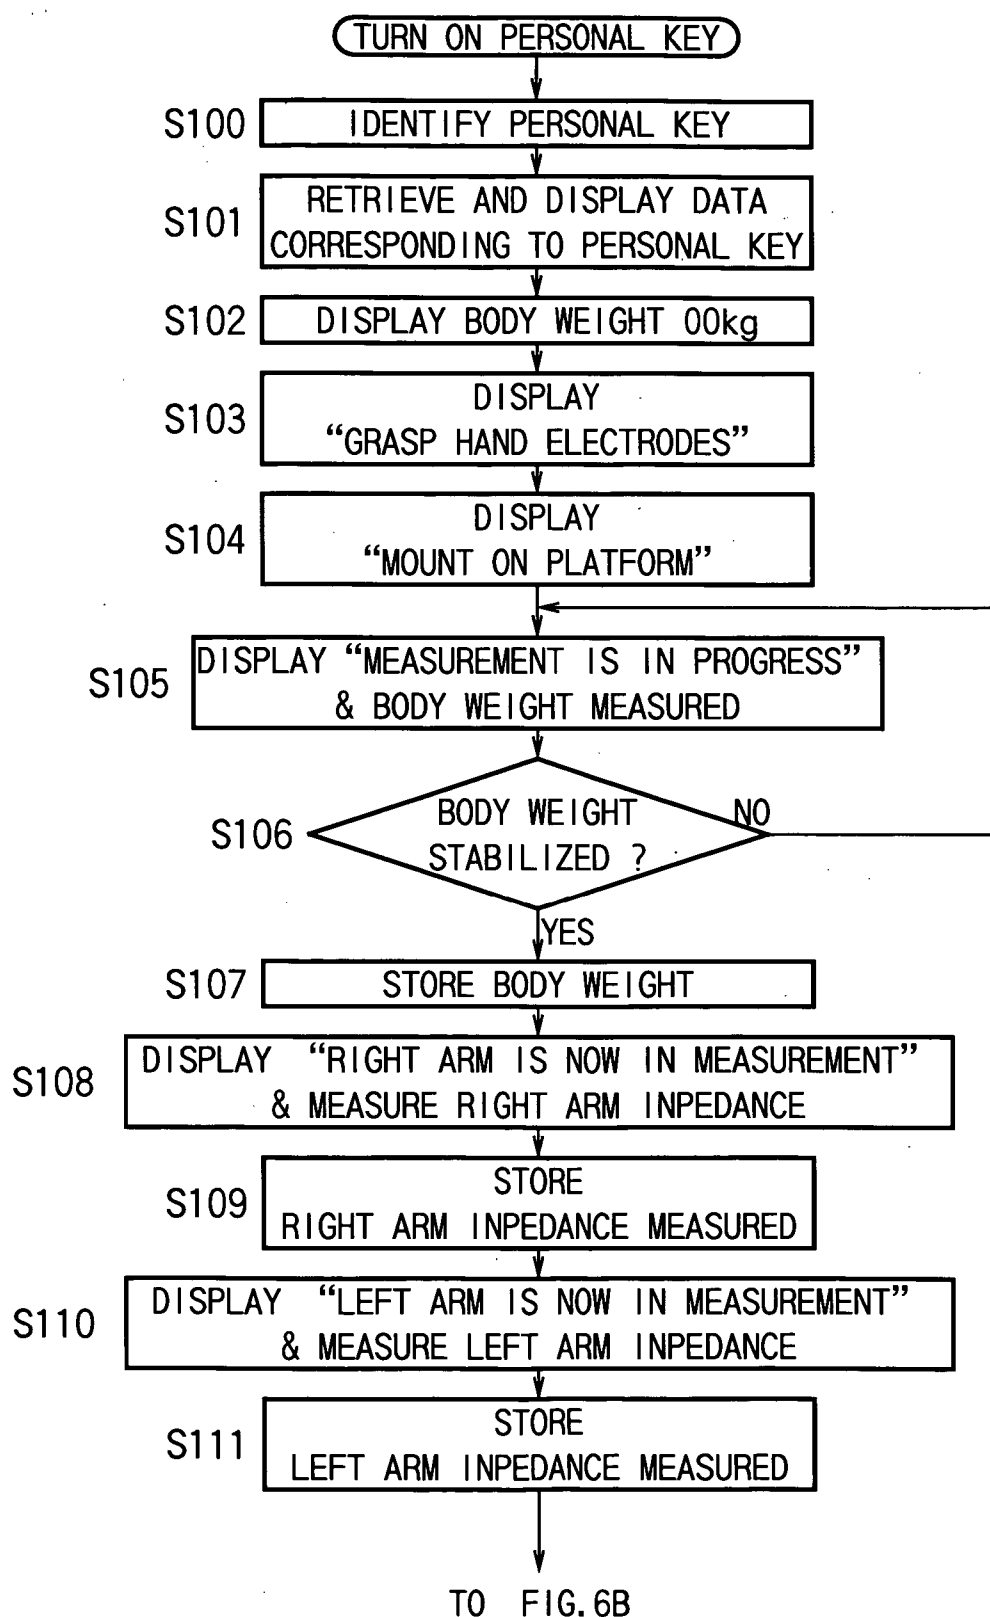 TURN ON PERSONAL KEY
S100
IDENTIFY PERSONAL KEY
S101
RETRIEVE AND DISPLAY DATA
CORRESPONDING TO PERSONAL KEY
S102
DISPLAY BODY WEIGHT 00kg
S103
DISPLAY
“GRASP HAND ELECTRODES”
S104
DISPLAY
“MOUNT ON PLATFORM”
S105
DISPLAY “MEASUREMENT IS IN PROGRESS”
& BODY WEIGHT MEASURED
S106
BODY WEIGHT
STABILIZED ?
NO
YES
S107
STORE BODY WEIGHT
S108
DISPLAY “RIGHT ARM IS NOW IN MEASUREMENT”
& MEASURE RIGHT ARM INPEDANCE
S109
STORE
RIGHT ARM INPEDANCE MEASURED
S110
DISPLAY “LEFT ARM IS NOW IN MEASUREMENT”
& MEASURE LEFT ARM INPEDANCE
S111
STORE
LEFT ARM INPEDANCE MEASURED
TO FIG. 6B